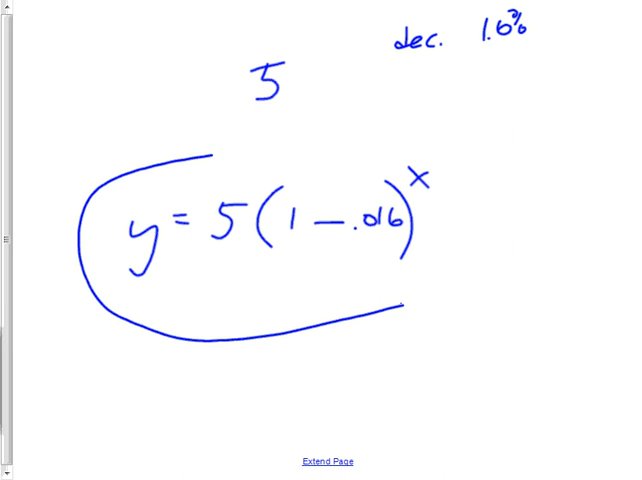 dec. 1.6%
5
y = 5(1 - .016)^x
Extend Page